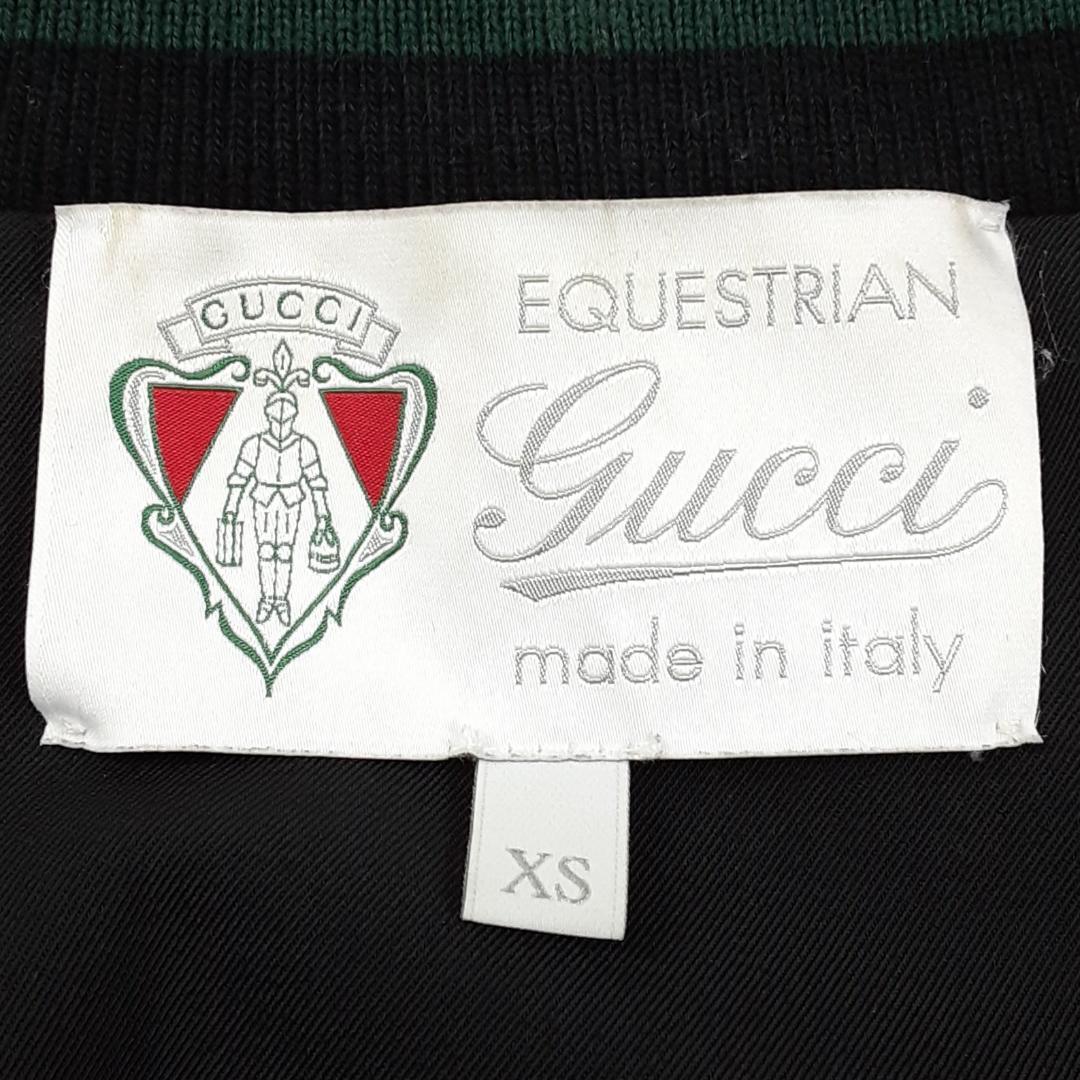 GUCCI
EQUESTRIAN
Gucci
made in italy
XS